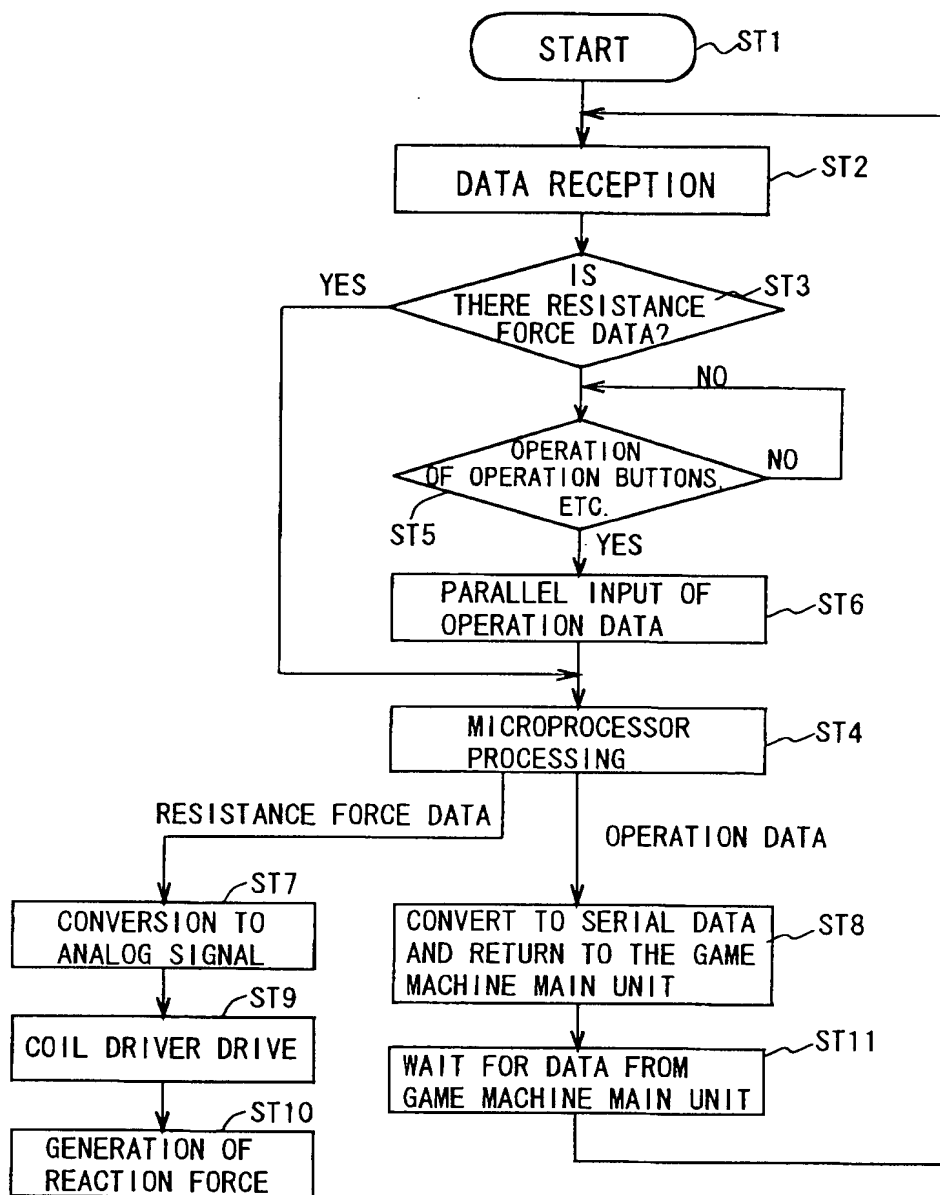 START
ST1
DATA RECEPTION
ST2
IS
THERE RESISTANCE
FORCE DATA?
ST3
YES
NO
OPERATION
OF OPERATION BUTTONS,
ETC.
NO
ST5
YES
PARALLEL INPUT OF
OPERATION DATA
ST6
MICROPROCESSOR
PROCESSING
ST4
RESISTANCE FORCE DATA
OPERATION DATA
ST7
CONVERSION TO
ANALOG SIGNAL
CONVERT TO SERIAL DATA
AND RETURN TO THE GAME
MACHINE MAIN UNIT
ST8
ST9
COIL DRIVER DRIVE
WAIT FOR DATA FROM
GAME MACHINE MAIN UNIT
ST11
ST10
GENERATION OF
REACTION FORCE